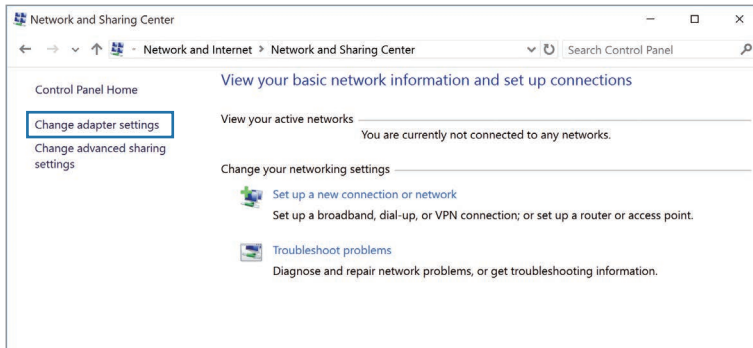 Network and Sharing Center
Network and Internet > Network and Sharing Center
Search Control Panel
Control Panel Home
Change adapter settings
Change advanced sharing
settings
View your basic network information and set up connections
View your active networks
You are currently not connected to any networks.
Change your networking settings
Set up a new connection or network
Set up a broadband, dial-up, or VPN connection; or set up a router or access point.
Troubleshoot problems
Diagnose and repair network problems, or get troubleshooting information.